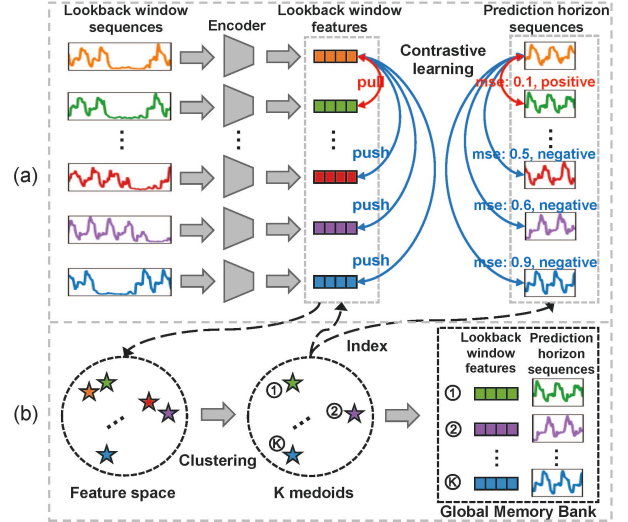 Lookback window
sequences
Encoder
Lookback window
features
Prediction horizon
sequences
Contrastive
learning
pull
mse: 0.1, positive
(a)
push
mse: 0.5, negative
push
mse: 0.6, negative
push
mse: 0.9, negative
Index
(b)
Clustering
Feature space
①
②
Ⓚ
K medoids
Lookback
window
features
Prediction
horizon
sequences
①
②
Ⓚ
Global Memory Bank